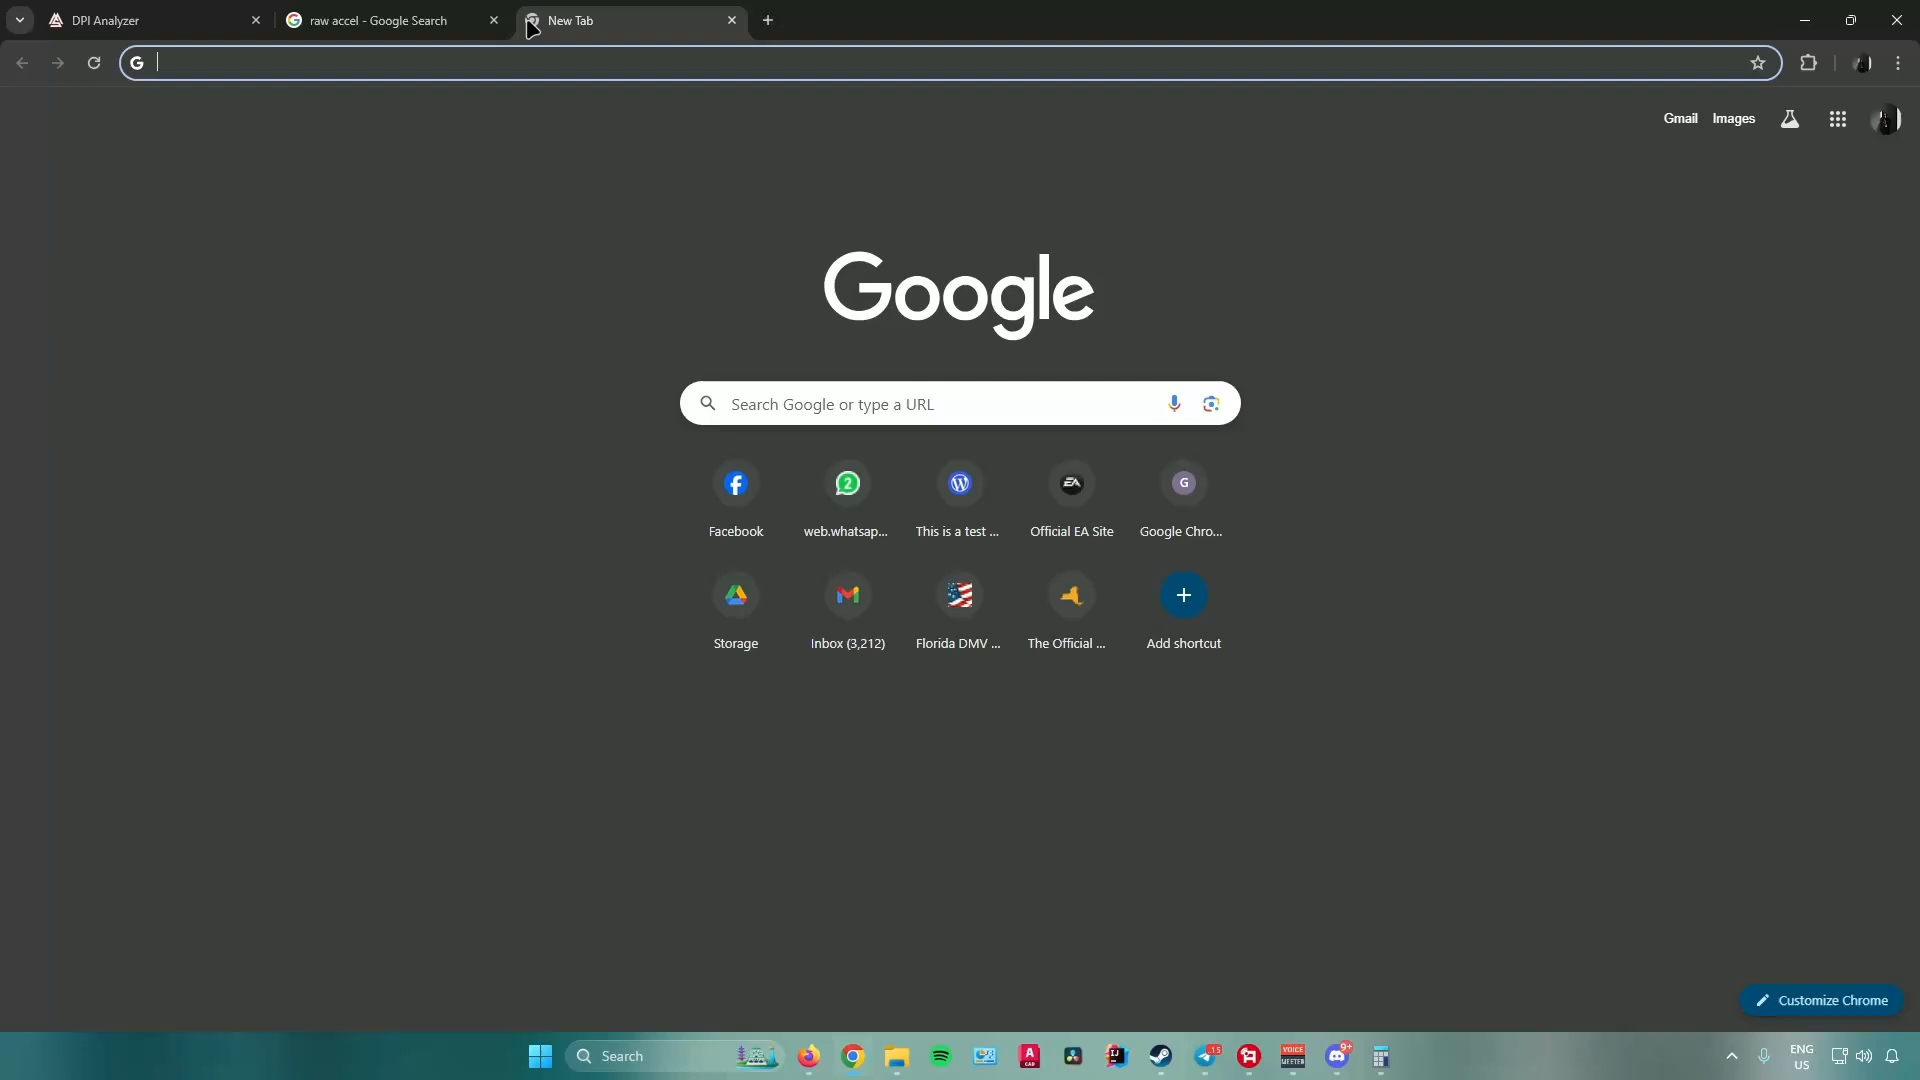 DPI Analyzer
raw accel - Google Search
New Tab
Gmail
Images
Google
Search Google or type a URL
Facebook
web.whatsap...
This is a test ...
Official EA Site
Google Chro...
Storage
Inbox (3,212)
Florida DMV ...
The Official ...
Add shortcut
Customize Chrome
Search
ENG
US